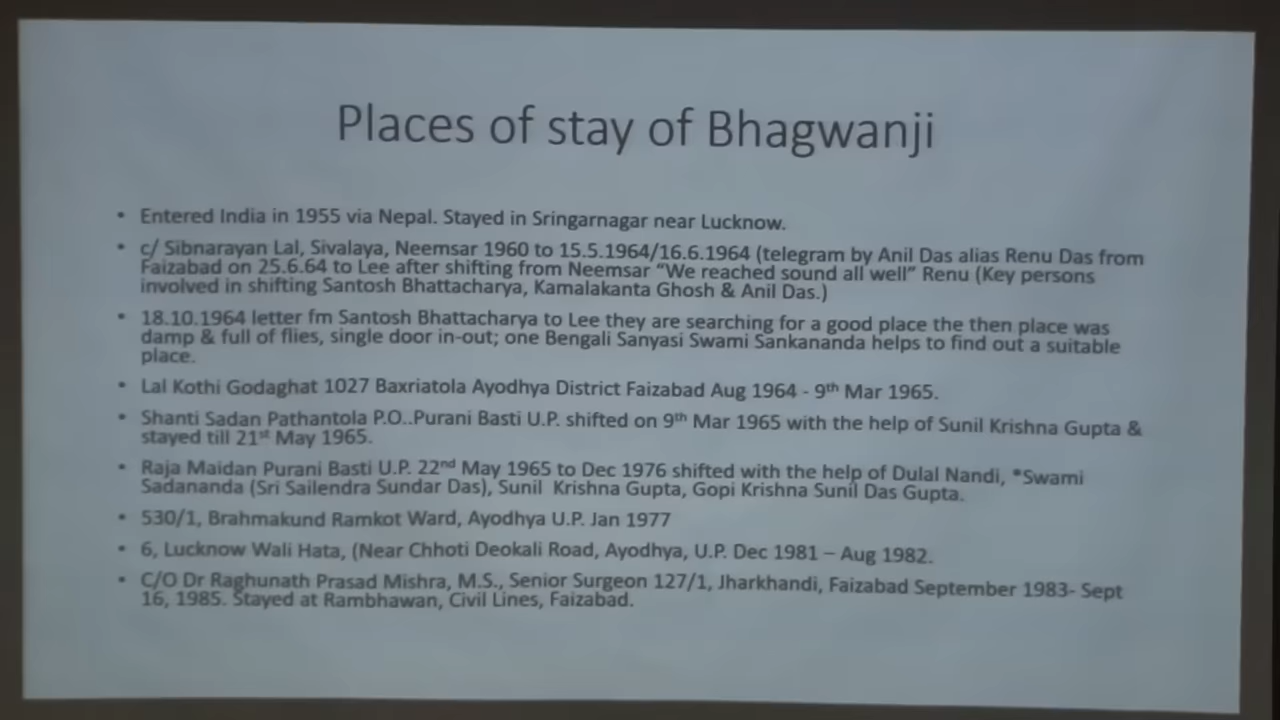 Places of stay of Bhagwanji
• Entered India in 1955 via Nepal. Stayed in Sringarnagar near Lucknow.
• c/ Sibnarayan Lal, Sivalaya, Neemsar 1960 to 15.5.1964/16.6.1964 (telegram by Anil Das alias Renu Das from
Faizabad on 25.6.64 to Lee after shifting from Neemsar “We reached sound all well” Renu (Key persons
involved in shifting Santosh Bhattacharya, Kamalakanta Ghosh & Anil Das.)
• 18.10.1964 letter fm Santosh Bhattacharya to Lee they are searching for a good place the then place was
damp & full of flies, single door in-out; one Bengali Sanyasi Swami Sankananda helps to find out a suitable
place.
• Lal Kothi Godaghat 1027 Baxriatola Ayodhya District Faizabad Aug 1964 - 9th Mar 1965.
• Shanti Sadan Pathantola P.O..Purani Basti U.P. shifted on 9th Mar 1965 with the help of Sunil Krishna Gupta &
stayed till 21st May 1965.
• Raja Maidan Purani Basti U.P. 22nd May 1965 to Dec 1976 shifted with the help of Dulal Nandi, *Swami
Sadananda (Sri Sailendra Sundar Das), Sunil Krishna Gupta, Gopi Krishna Sunil Das Gupta.
• 530/1, Brahmakund Ramkot Ward, Ayodhya U.P. Jan 1977
• 6, Lucknow Wali Hata, (Near Chhoti Deokali Road, Ayodhya, U.P. Dec 1981 – Aug 1982.
• C/O Dr Raghunath Prasad Mishra, M.S., Senior Surgeon 127/1, Jharkhandi, Faizabad September 1983- Sept
16, 1985. Stayed at Rambhawan, Civil Lines, Faizabad.